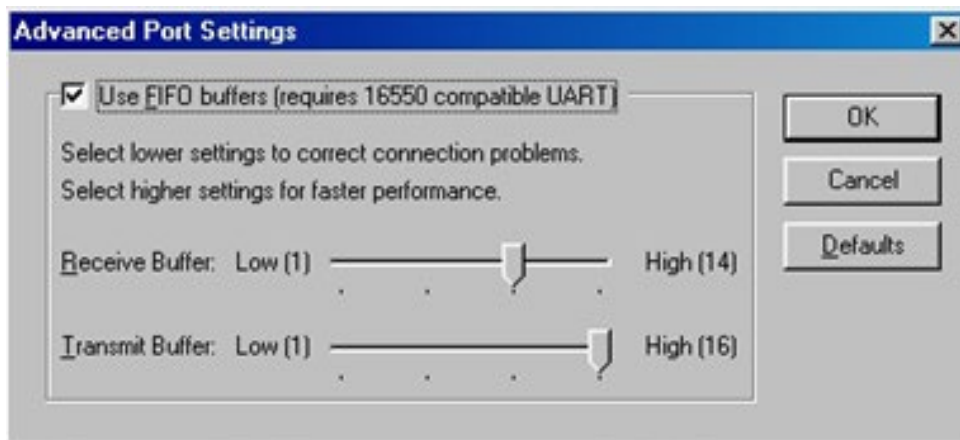 Advanced Port Settings
Use FIFO buffers (requires 16550 compatible UART)
OK
Select lower settings to correct connection problems.
Select higher settings for faster performance.
Cancel
Defaults
Receive Buffer: Low (1) High (14)
Transmit Buffer: Low (1) High (16)